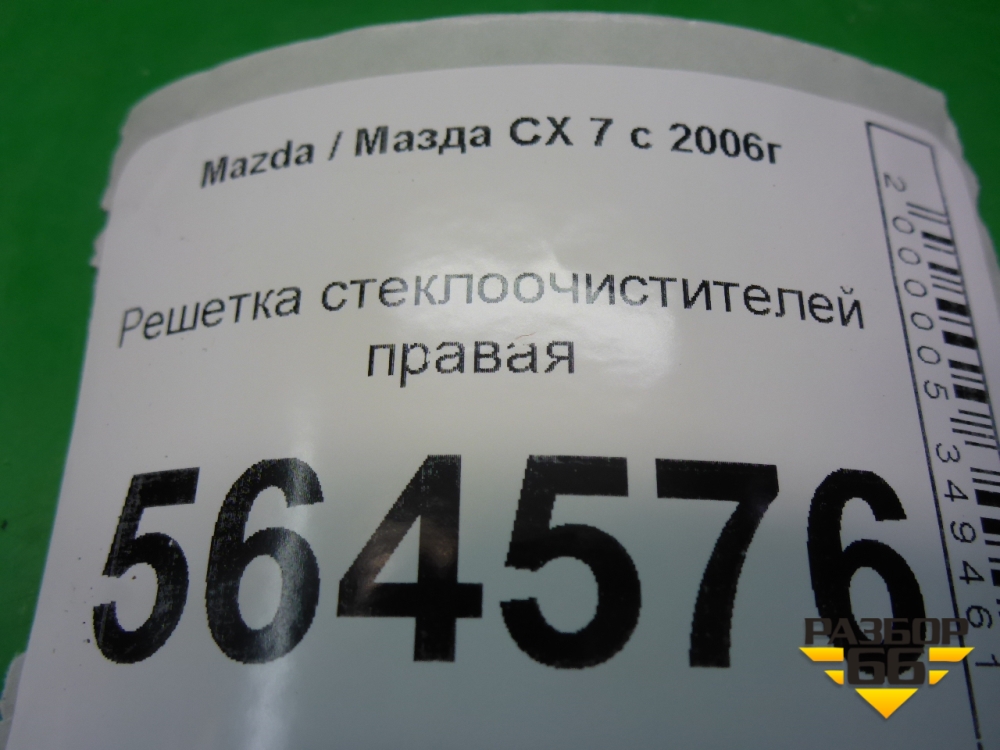 Mazda / Мазда CX 7 с 2006г
Решетка стеклоочистителей
правая
564576
2000005349461
РАЗБОР
66